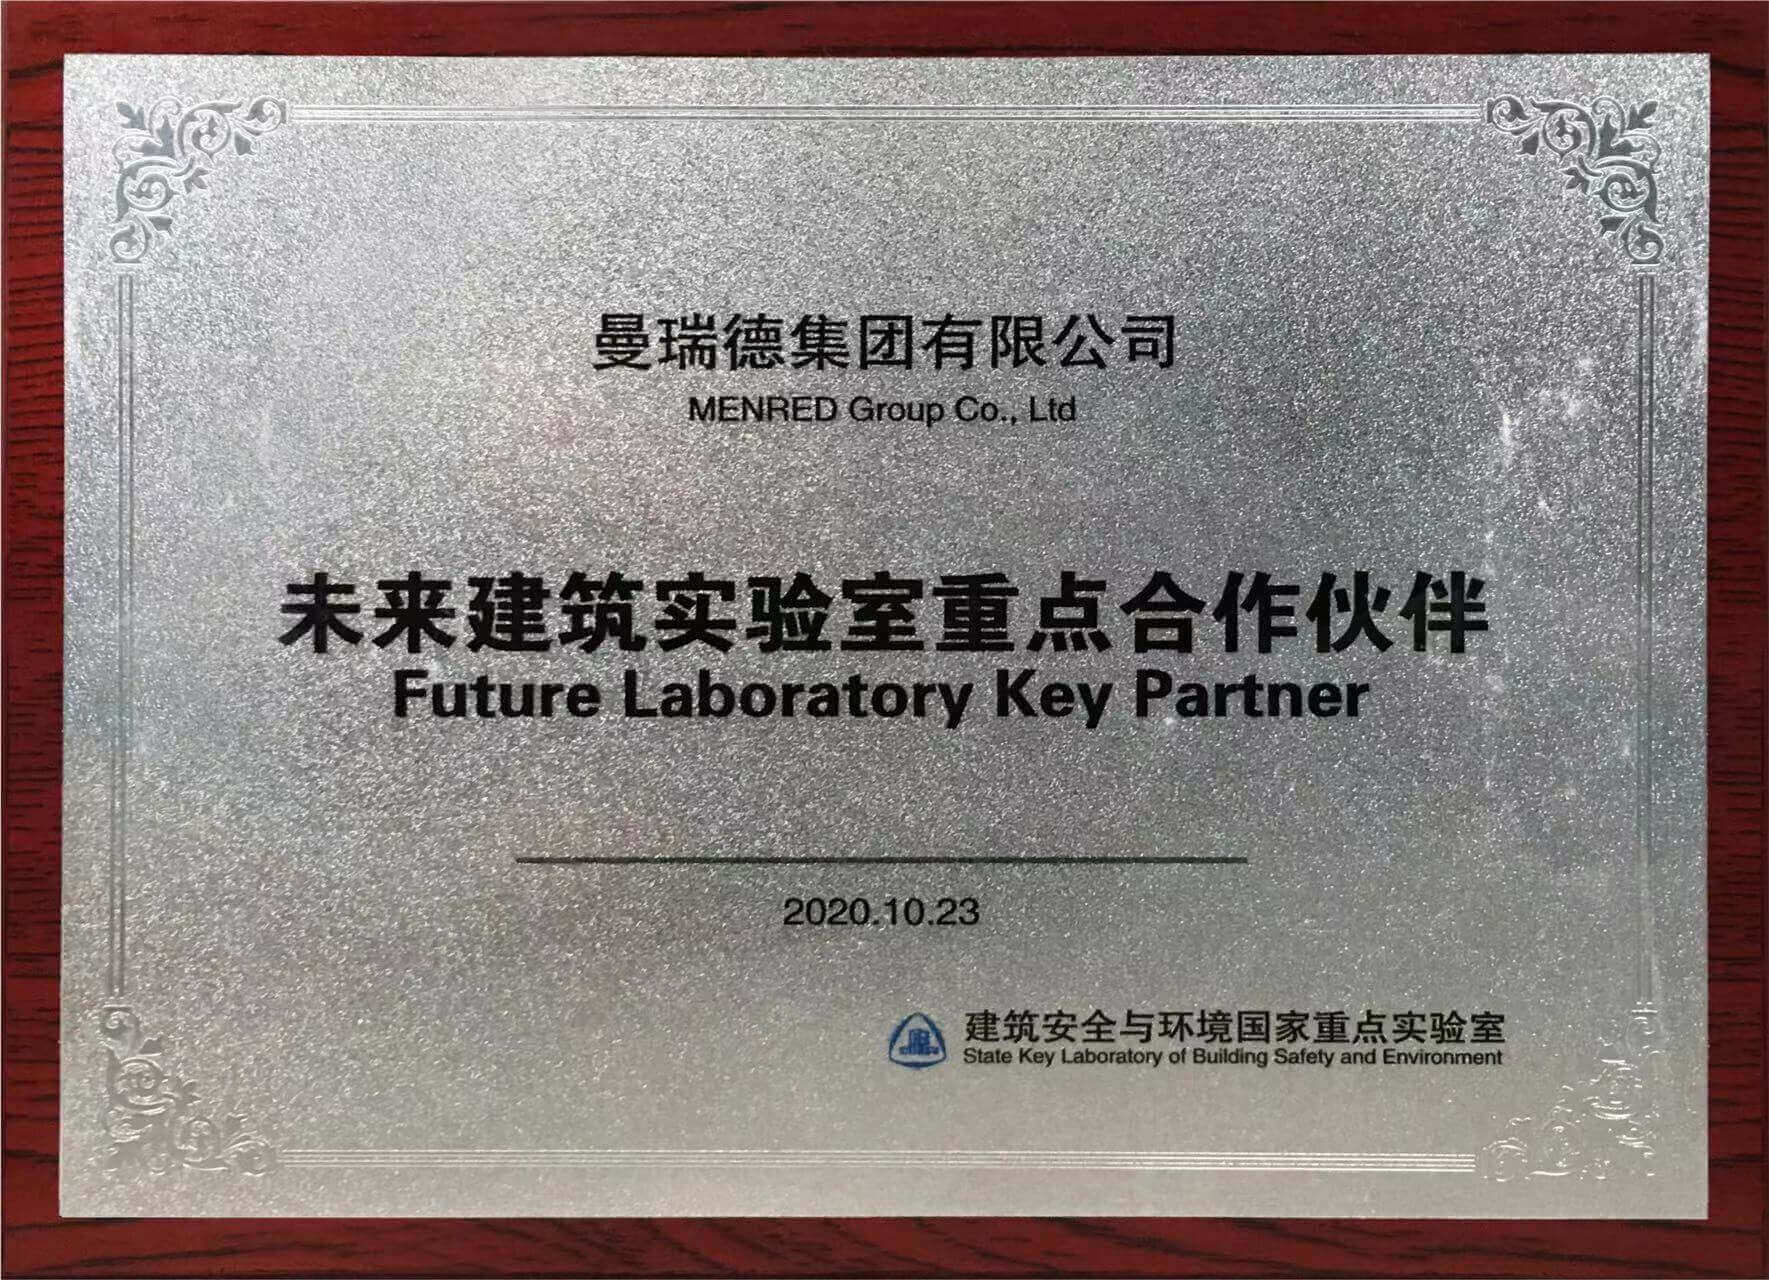 曼瑞德集团有限公司
MENRED Group Co., Ltd
未来建筑实验室重点合作伙伴
Future Laboratory Key Partner
2020.10.23
建筑安全与环境国家重点实验室
State Key Laboratory of Building Safety and Environment